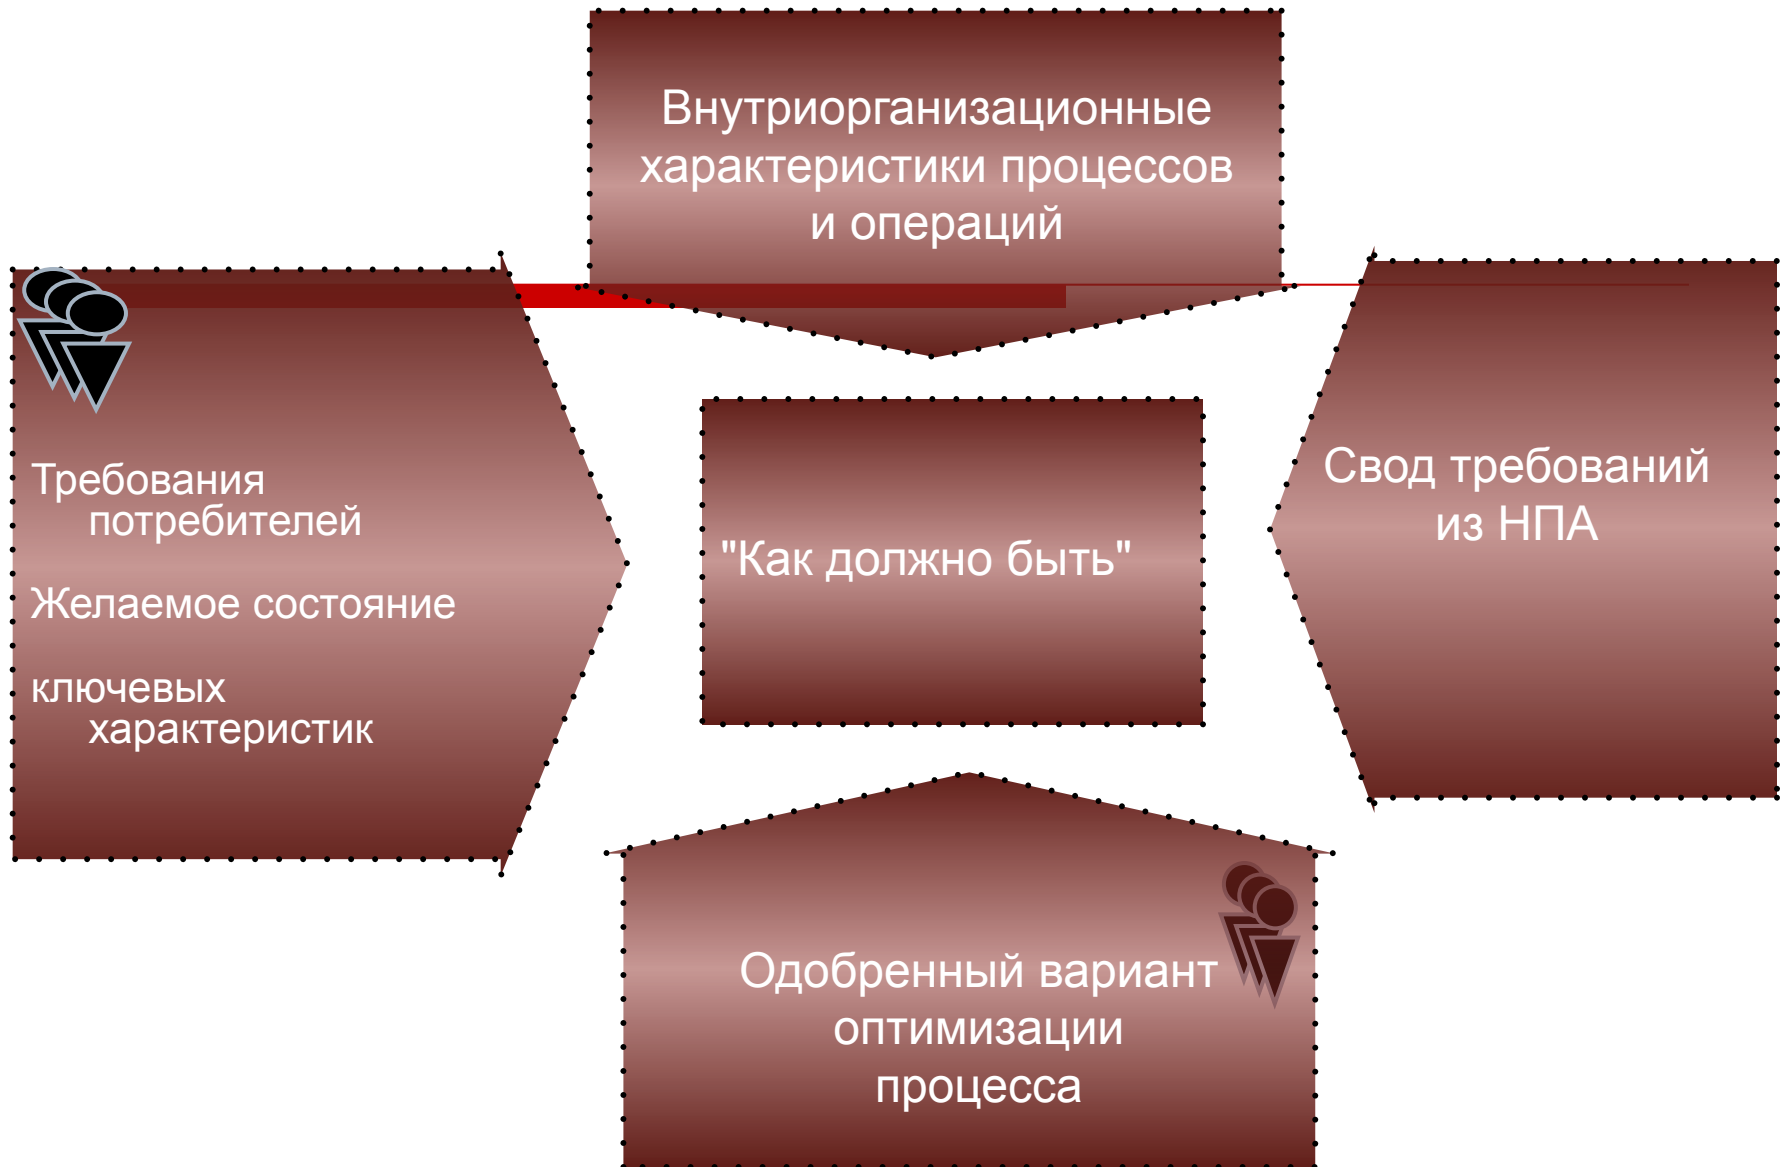 Внутриорганизационные
характеристики процессов
и операций
Требования
потребителей
Желаемое состояние
ключевых
характеристик
"Как должно быть"
Свод требований
из НПА
Одобренный вариант
оптимизации
процесса